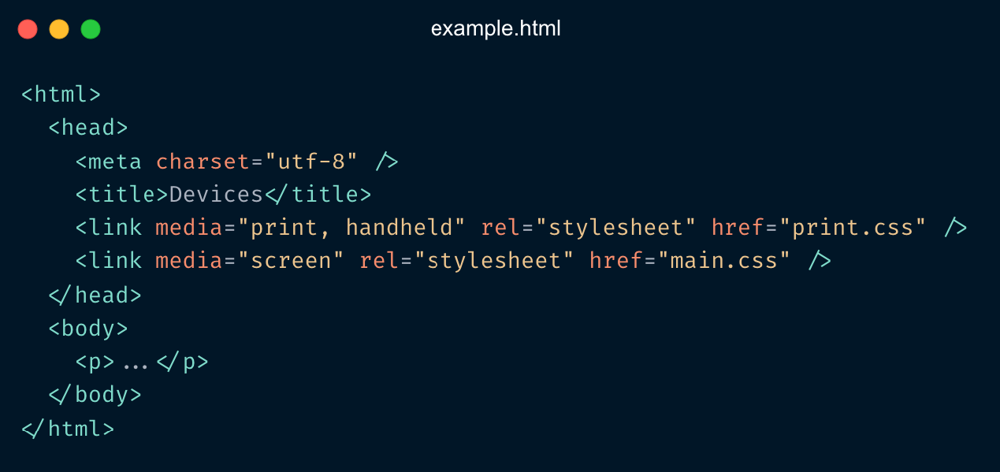 example.html
<html>
  <head>
    <meta charset="utf-8" />
    <title>Devices</title>
    <link media="print, handheld" rel="stylesheet" href="print.css" />
    <link media="screen" rel="stylesheet" href="main.css" />
  </head>
  <body>
    <p>...</p>
  </body>
</html>